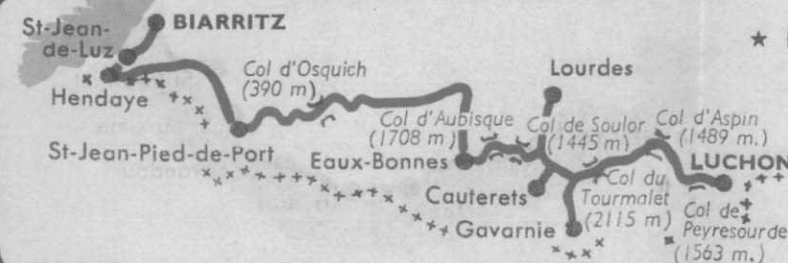 St-Jean-
de-Luz
BIARRITZ
Hendaye
Col d'Osquich
(390 m)
St-Jean-Pied-de-Port
Col d'Aubisque
(1708 m)
Eaux-Bonnes
Lourdes
Col de Soulor
(1445 m)
Col d'Aspin
(1489 m.)
LUCHON
Cauterets
Gavarnie
Col du
Tourmalet
(2115 m)
Col de
Peyresourde
(1563 m.)